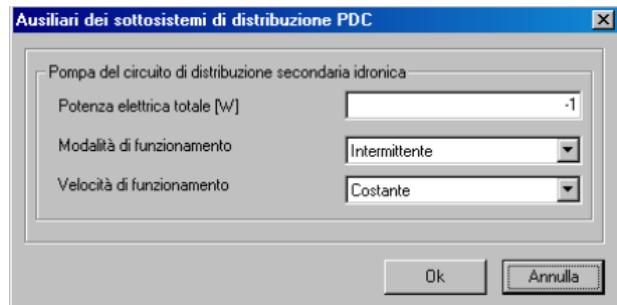 Ausiliari dei sottosistemi di distribuzione PDC
Pompa del circuito di distribuzione secondaria idronica
Potenza elettrica totale [W] -1
Modalità di funzionamento Intermittente
Velocità di funzionamento Costante
Ok Annulla